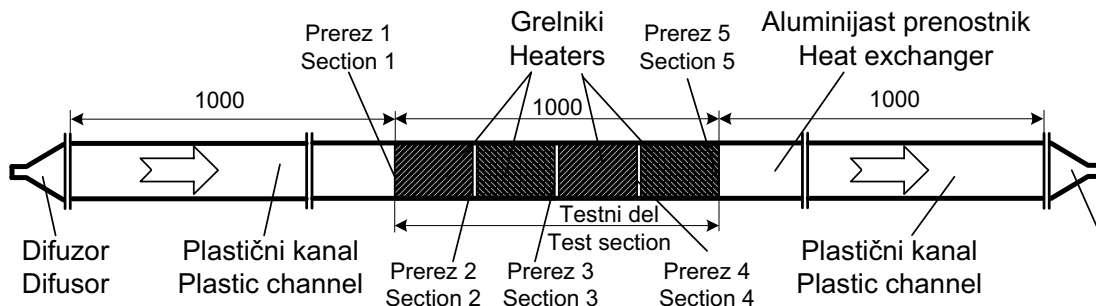 Prerez 1
Section 1
Grelniki
Heaters
Prerez 5
Section 5
Aluminijast prenostnik
Heat exchanger
1000
1000
1000
Testni del
Test section
Difuzor
Difusor
Plastični kanal
Plastic channel
Prerez 2
Section 2
Prerez 3
Section 3
Prerez 4
Section 4
Plastični kanal
Plastic channel